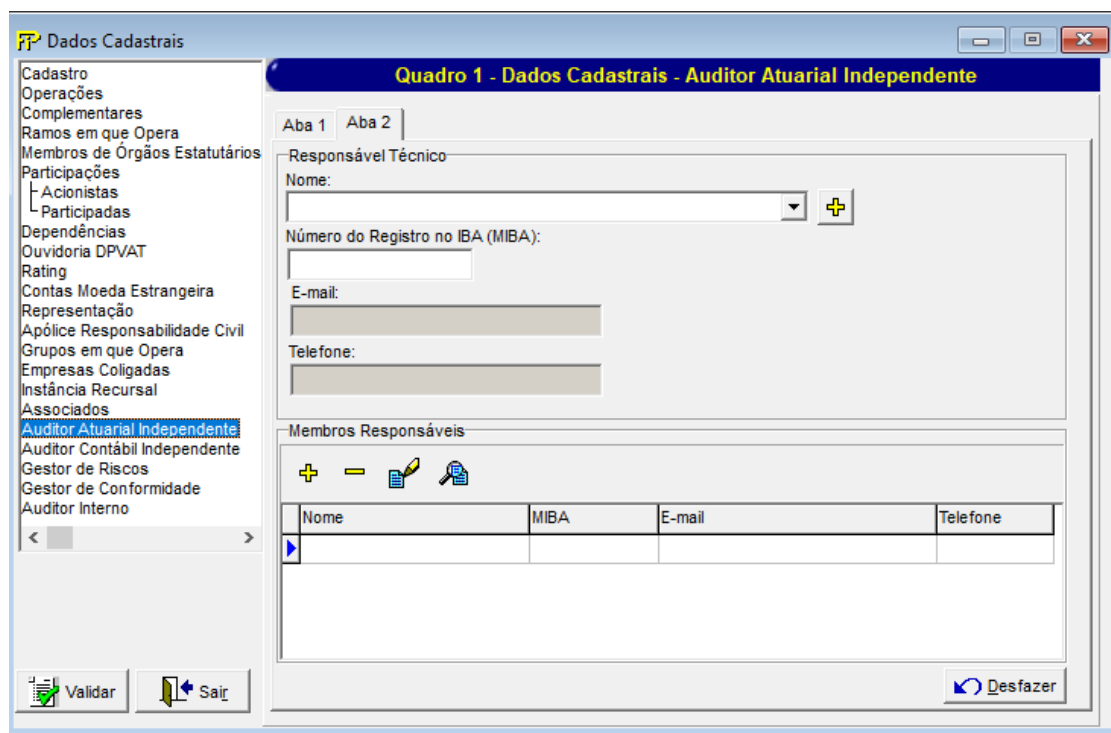 FIP Dados Cadastrais
Cadastro
Operações
Complementares
Ramos em que Opera
Membros de Órgãos Estatutários
Participações
Acionistas
Participadas
Dependências
Ouvidoria DPVAT
Rating
Contas Moeda Estrangeira
Representação
Apólice Responsabilidade Civil
Grupos em que Opera
Empresas Coligadas
Instância Recursal
Associados
Auditor Atuarial Independente
Auditor Contábil Independente
Gestor de Riscos
Gestor de Conformidade
Auditor Interno
Validar
Sair
Quadro 1 - Dados Cadastrais - Auditor Atuarial Independente
Aba 1 Aba 2
Responsável Técnico
Nome:
Número do Registro no IBA (MIBA):
E-mail:
Telefone:
Membros Responsáveis
Nome MIBA E-mail Telefone
Desfazer